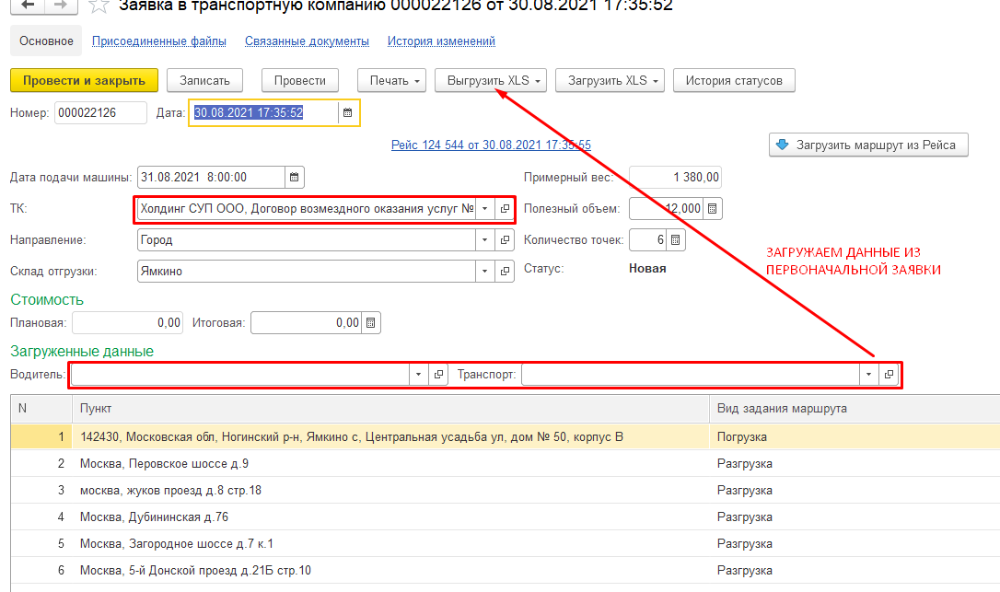 Заявка в транспортную компанию 000022126 от 30.08.2021 17:35:52
Основное Присоединенные файлы Связанные документы История изменений
Провести и закрыть Записать Провести Печать Выгрузить XLS Загрузить XLS История статусов
Номер: 000022126 Дата: 30.08.2021 17:35:52
Рейс 124 544 от 30.08.2021 17:35:55 Загрузить маршрут из Рейса
Дата подачи машины: 31.08.2021 8:00:00 Примерный вес: 1 380,00
ТК: Холдинг СУП ООО, Договор возмездного оказания услуг № Полезный объем: 12,000
Направление: Город Количество точек: 6
Склад отгрузки: Ямкино Статус: Новая
ЗАГРУЖАЕМ ДАННЫЕ ИЗ
ПЕРВОНАЧАЛЬНОЙ ЗАЯВКИ
Стоимость
Плановая: 0,00 Итоговая: 0,00
Загруженные данные
Водитель: Транспорт:
N Пункт Вид задания маршрута
1 142430, Московская обл, Ногинский р-н, Ямкино с, Центральная усадьба ул, дом № 50, корпус В Погрузка
2 Москва, Перовское шоссе д.9 Разгрузка
3 москва, жуков проезд д.8 стр.18 Разгрузка
4 Москва, Дубининская д.76 Разгрузка
5 Москва, Загородное шоссе д.7 к.1 Разгрузка
6 Москва, 5-й Донской проезд д.21Б стр.10 Разгрузка